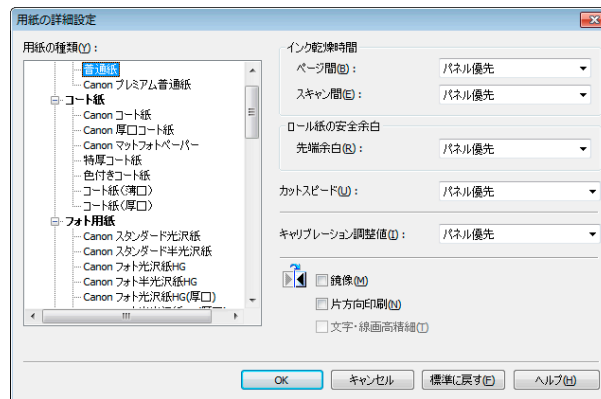 用紙の詳細設定
用紙の種類(Y)：
普通紙
Canon プレミアム普通紙
コート紙
Canon コート紙
Canon 厚口コート紙
Canon マットフォトペーパー
特厚コート紙
色付きコート紙
コート紙(薄口)
コート紙(厚口)
フォト用紙
Canon スタンダード光沢紙
Canon スタンダード半光沢紙
Canon フォト光沢紙HG
Canon フォト半光沢紙HG
Canon フォト光沢紙HG(厚口)
インク乾燥時間
ページ間(B)： パネル優先
スキャン間(E)： パネル優先
ロール紙の安全余白
先端余白(R)： パネル優先
カットスピード(U)： パネル優先
キャリブレーション調整値(I)： パネル優先
鏡像(M)
片方向印刷(N)
文字・線画高精細(T)
OK キャンセル 標準に戻す(F) ヘルプ(H)